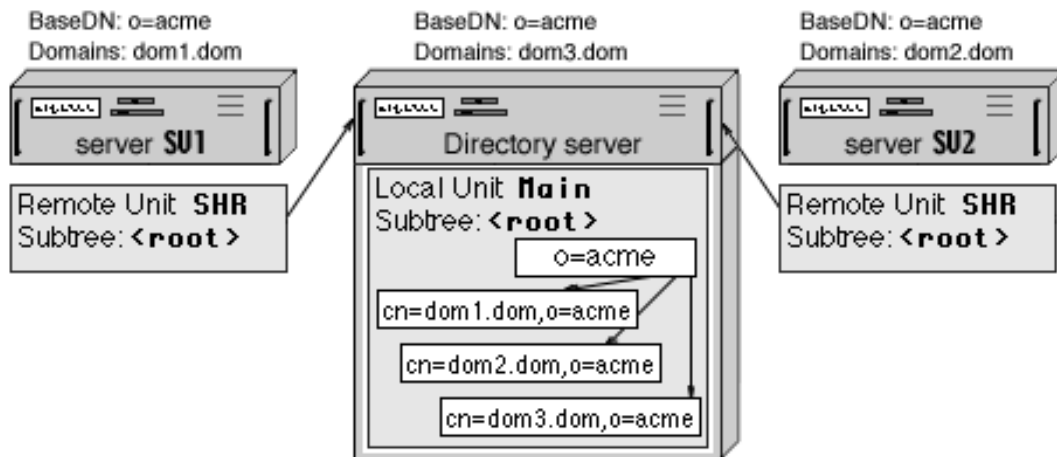 BaseDN: o=acme
Domains: dom1.dom
server SU1
Remote Unit SHR
Subtree: <root>
BaseDN: o=acme
Domains: dom3.dom
Directory server
Local Unit Main
Subtree: <root>
o=acme
cn=dom1.dom,o=acme
cn=dom2.dom,o=acme
cn=dom3.dom,o=acme
BaseDN: o=acme
Domains: dom2.dom
server SU2
Remote Unit SHR
Subtree: <root>